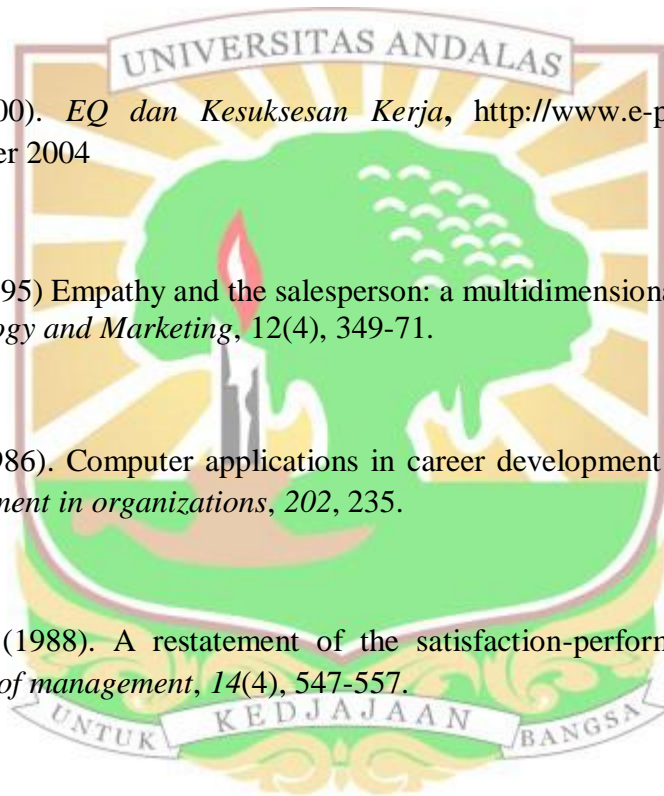 UNIVERSITAS ANDALAS
00). EQ dan Kesuksesan Kerja, http://www.e-p
er 2004
95) Empathy and the salesperson: a multidimensiona
ogy and Marketing, 12(4), 349-71.
986). Computer applications in career development
ment in organizations, 202, 235.
(1988). A restatement of the satisfaction-perform
of management, 14(4), 547-557.
UNTUK KEDJAJAAN BANGSA